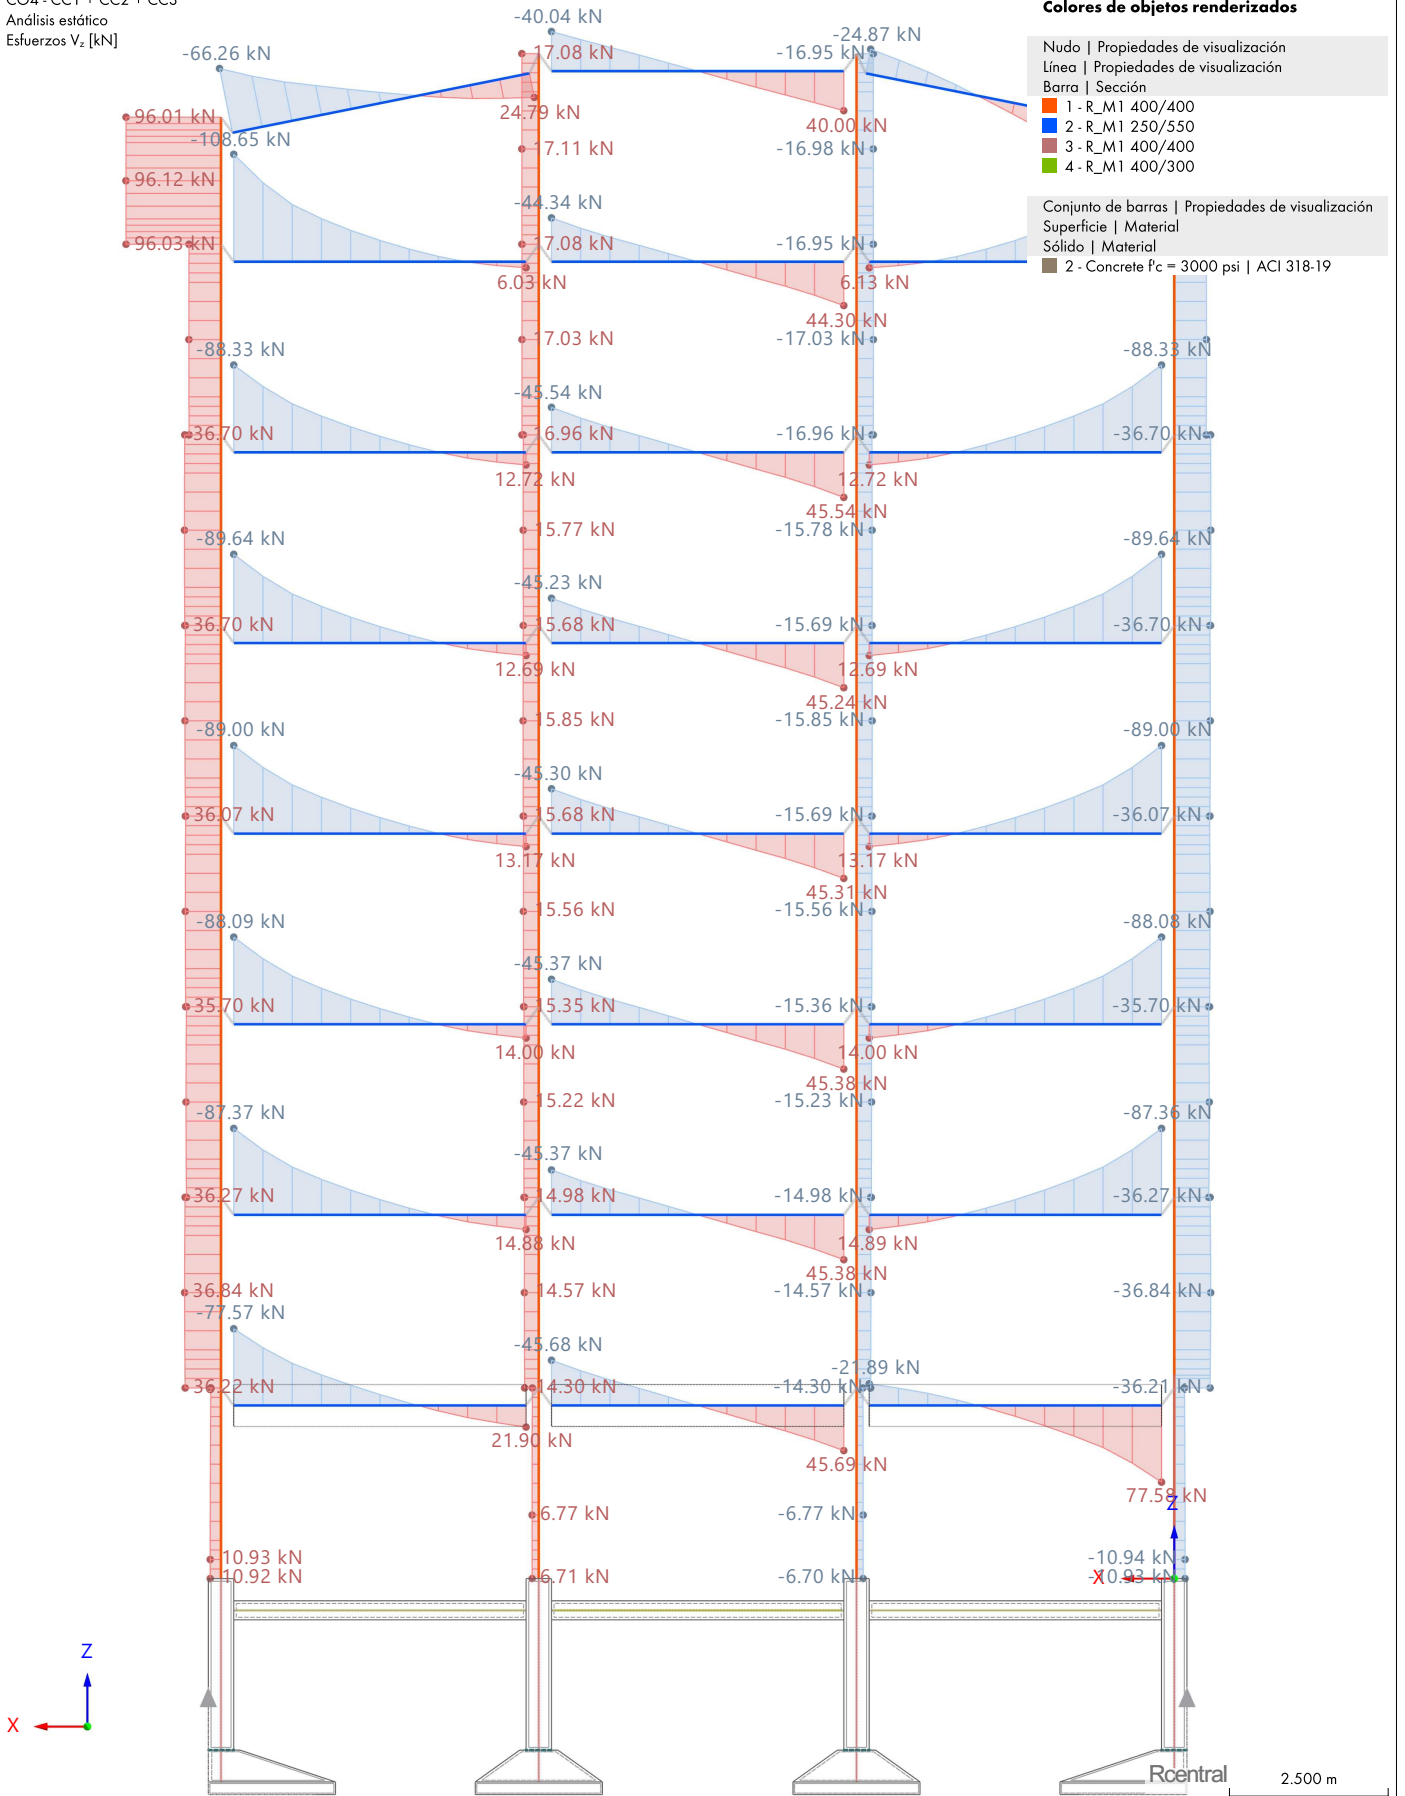 CO4 - CC1 + CC2 + CC3
Análisis estático
Esfuerzos Vz [kN]
Colores de objetos renderizados
Nudo | Propiedades de visualización
Línea | Propiedades de visualización
Barra | Sección
1 - R_M1 400/400
2 - R_M1 250/550
3 - R_M1 400/400
4 - R_M1 400/300
Conjunto de barras | Propiedades de visualización
Superficie | Material
Sólido | Material
2 - Concrete f'c = 3000 psi | ACI 318-19
-40.04 kN
-24.87 kN
-66.26 kN
17.08 kN
-16.95 kN
24.79 kN
96.01 kN
40.00 kN
-108.65 kN
17.11 kN
-16.98 kN
96.12 kN
-44.34 kN
96.03 kN
17.08 kN
-16.95 kN
6.03 kN
6.13 kN
44.30 kN
17.03 kN
-17.03 kN
-88.33 kN
-88.33 kN
-45.54 kN
36.70 kN
16.96 kN
-16.96 kN
-36.70 kN
12.72 kN
12.72 kN
45.54 kN
15.77 kN
-15.78 kN
-89.64 kN
-89.64 kN
-45.23 kN
36.70 kN
15.68 kN
-15.69 kN
-36.70 kN
12.69 kN
12.69 kN
45.24 kN
15.85 kN
-15.85 kN
-89.00 kN
-89.00 kN
-45.30 kN
36.07 kN
15.68 kN
-15.69 kN
-36.07 kN
13.17 kN
13.17 kN
45.31 kN
15.56 kN
-15.56 kN
-88.09 kN
-88.08 kN
-45.37 kN
35.70 kN
15.35 kN
-15.36 kN
-35.70 kN
14.00 kN
14.00 kN
45.38 kN
15.22 kN
-15.23 kN
-87.37 kN
-87.36 kN
-45.37 kN
36.27 kN
14.98 kN
-14.98 kN
-36.27 kN
14.88 kN
14.89 kN
45.38 kN
36.84 kN
14.57 kN
-14.57 kN
-36.84 kN
-77.57 kN
-45.68 kN
-21.89 kN
36.22 kN
14.30 kN
-14.30 kN
-36.21 kN
21.90 kN
45.69 kN
77.58 kN
Z
6.77 kN
-6.77 kN
10.93 kN
-10.94 kN
10.92 kN
6.71 kN
-6.70 kN
X
-10.93 kN
Z
X
Rcentral
2.500 m